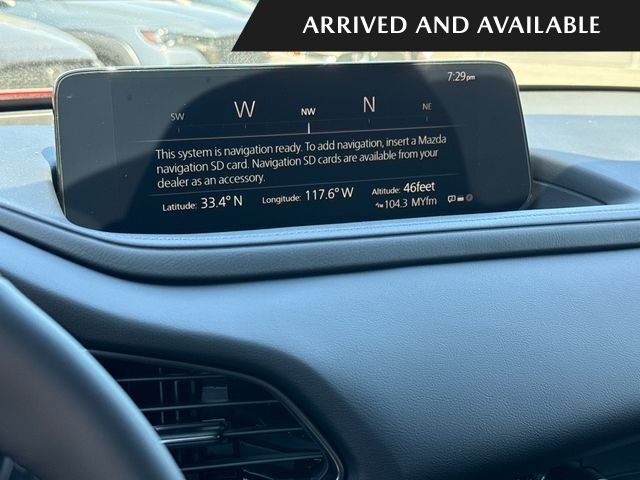 ARRIVED AND AVAILABLE
7:29pm
SW W NW N NE
This system is navigation ready. To add navigation, insert a Mazda
navigation SD card. Navigation SD cards are available from your
dealer as an accessory.
Latitude: 33.4° N Longitude: 117.6° W Altitude: 46feet
104.3 MYfm